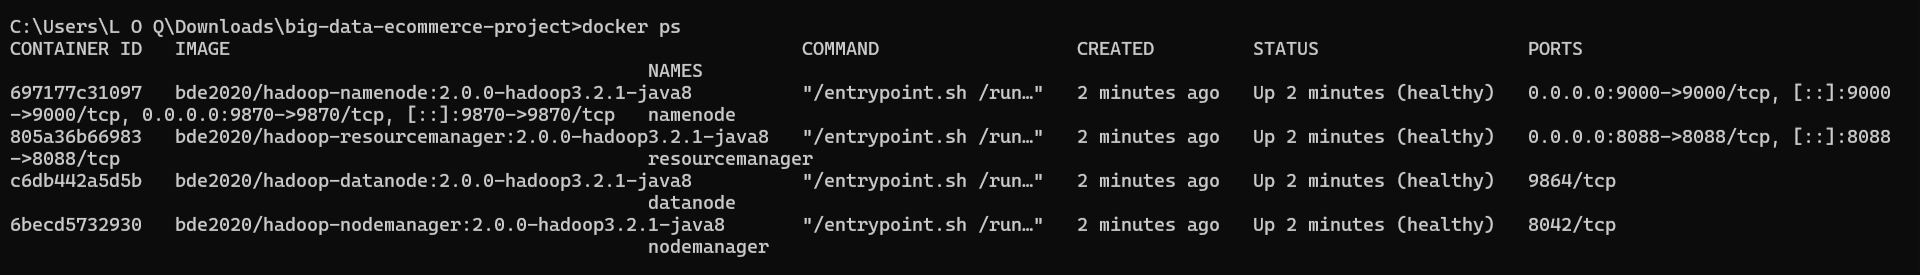 C:\Users\L O Q\Downloads\big-data-ecommerce-project>docker ps
CONTAINER ID   IMAGE                                                    COMMAND                  CREATED         STATUS                   PORTS
                                                          NAMES
697177c31097   bde2020/hadoop-namenode:2.0.0-hadoop3.2.1-java8          "/entrypoint.sh /run…"   2 minutes ago   Up 2 minutes (healthy)   0.0.0.0:9000->9000/tcp, [::]:9000
->9000/tcp, 0.0.0.0:9870->9870/tcp, [::]:9870->9870/tcp   namenode
805a36b66983   bde2020/hadoop-resourcemanager:2.0.0-hadoop3.2.1-java8   "/entrypoint.sh /run…"   2 minutes ago   Up 2 minutes (healthy)   0.0.0.0:8088->8088/tcp, [::]:8088
->8088/tcp                                                resourcemanager
c6db442a5d5b   bde2020/hadoop-datanode:2.0.0-hadoop3.2.1-java8          "/entrypoint.sh /run…"   2 minutes ago   Up 2 minutes (healthy)   9864/tcp
                                                          datanode
6becd5732930   bde2020/hadoop-nodemanager:2.0.0-hadoop3.2.1-java8       "/entrypoint.sh /run…"   2 minutes ago   Up 2 minutes (healthy)   8042/tcp
                                                          nodemanager